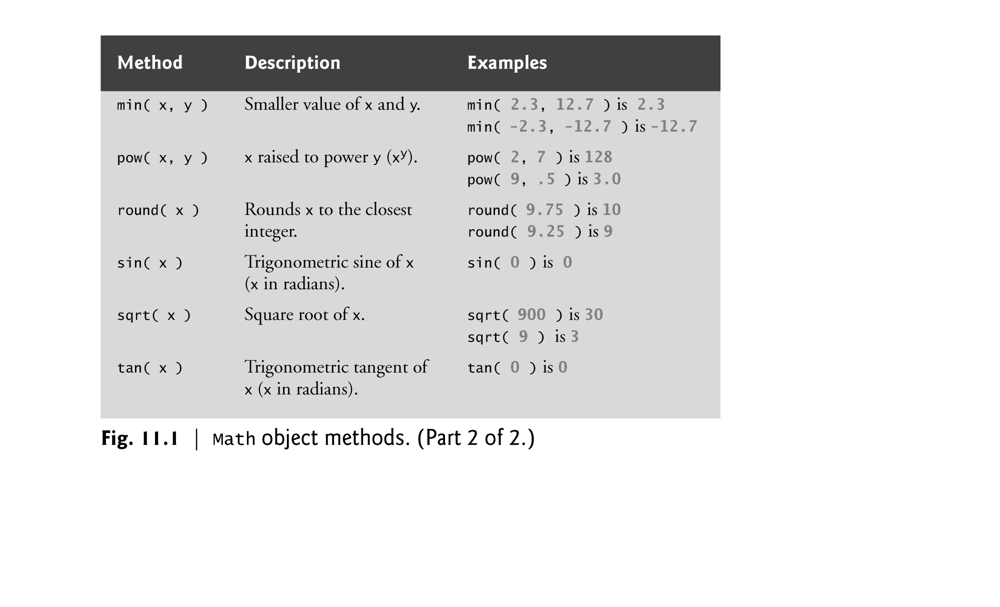 Method Description Examples
min( x, y ) Smaller value of x and y. min( 2.3, 12.7 ) is 2.3
min( -2.3, -12.7 ) is -12.7
pow( x, y ) x raised to power y (xʸ). pow( 2, 7 ) is 128
pow( 9, .5 ) is 3.0
round( x ) Rounds x to the closest round( 9.75 ) is 10
integer. round( 9.25 ) is 9
sin( x ) Trigonometric sine of x sin( 0 ) is 0
(x in radians).
sqrt( x ) Square root of x. sqrt( 900 ) is 30
sqrt( 9 ) is 3
tan( x ) Trigonometric tangent of tan( 0 ) is 0
x (x in radians).
Fig. 11.1 | Math object methods. (Part 2 of 2.)